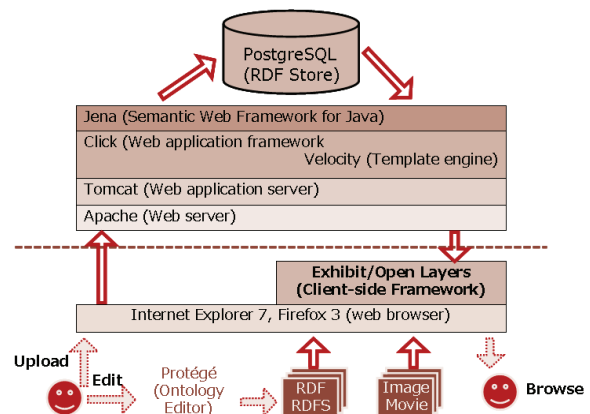 PostgreSQL
(RDF Store)
Jena (Semantic Web Framework for Java)
Click (Web application framework
Velocity (Template engine)
Tomcat (Web application server)
Apache (Web server)
Exhibit/Open Layers
(Client-side Framework)
Internet Explorer 7, Firefox 3 (web browser)
Upload
Edit
Protégé
(Ontology
Editor)
RDF
RDFS
Image
Movie
Browse